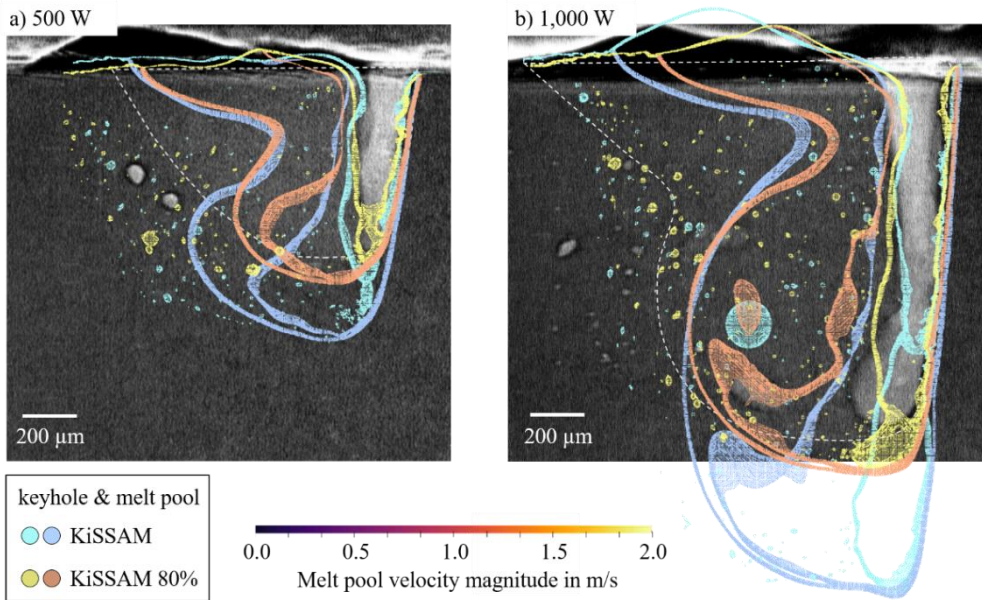 a) 500 W
b) 1,000 W
200 µm
200 µm
keyhole & melt pool
KiSSAM
KiSSAM 80%
0.0 0.5 1.0 1.5 2.0
Melt pool velocity magnitude in m/s